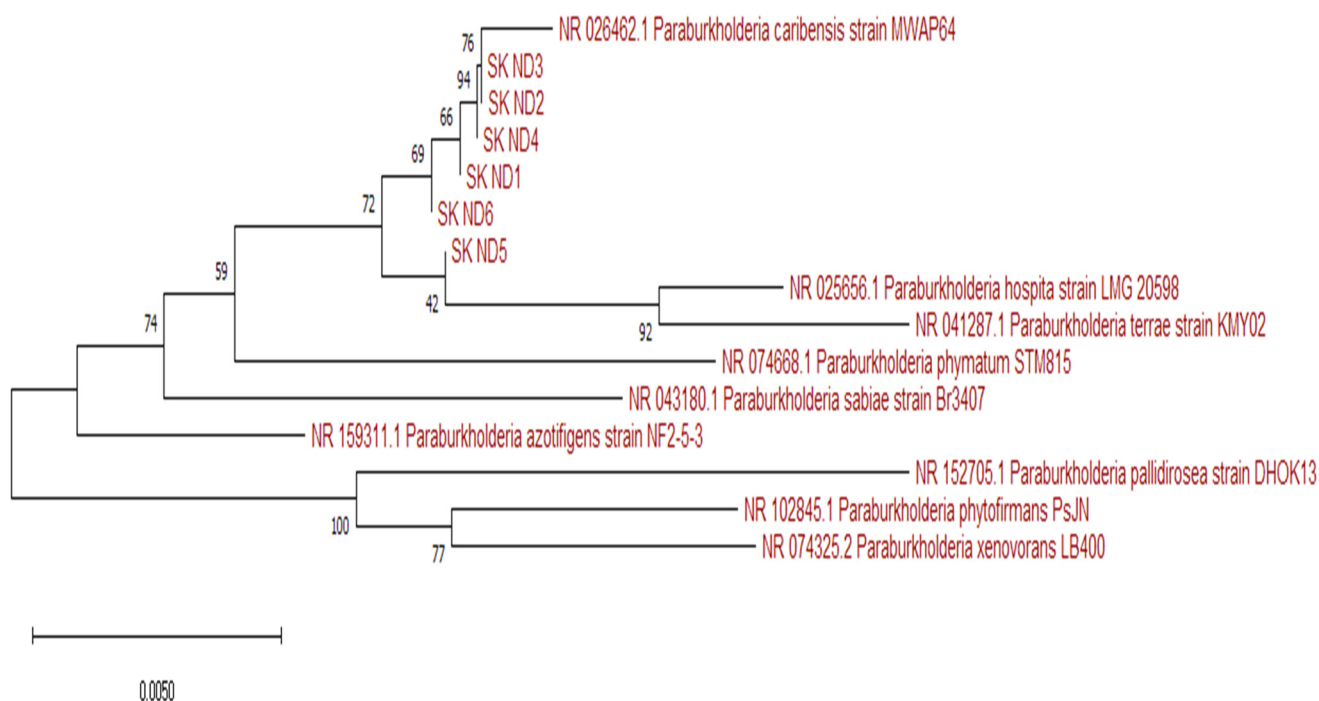 NR 026462.1 Paraburkholderia caribensis strain MWAP64
76
SK ND3
94
SK ND2
66
SK ND4
69
SK ND1
72
SK ND6
SK ND5
59
NR 025656.1 Paraburkholderia hospita strain LMG 20598
42
NR 041287.1 Paraburkholderia terrae strain KMY02
74
92
NR 074668.1 Paraburkholderia phymatum STM815
NR 043180.1 Paraburkholderia sabiae strain Br3407
NR 159311.1 Paraburkholderia azotifigens strain NF2-5-3
NR 152705.1 Paraburkholderia pallidirosea strain DHOK13
NR 102845.1 Paraburkholderia phytofirmans PsJN
100
NR 074325.2 Paraburkholderia xenovorans LB400
77
0.0050